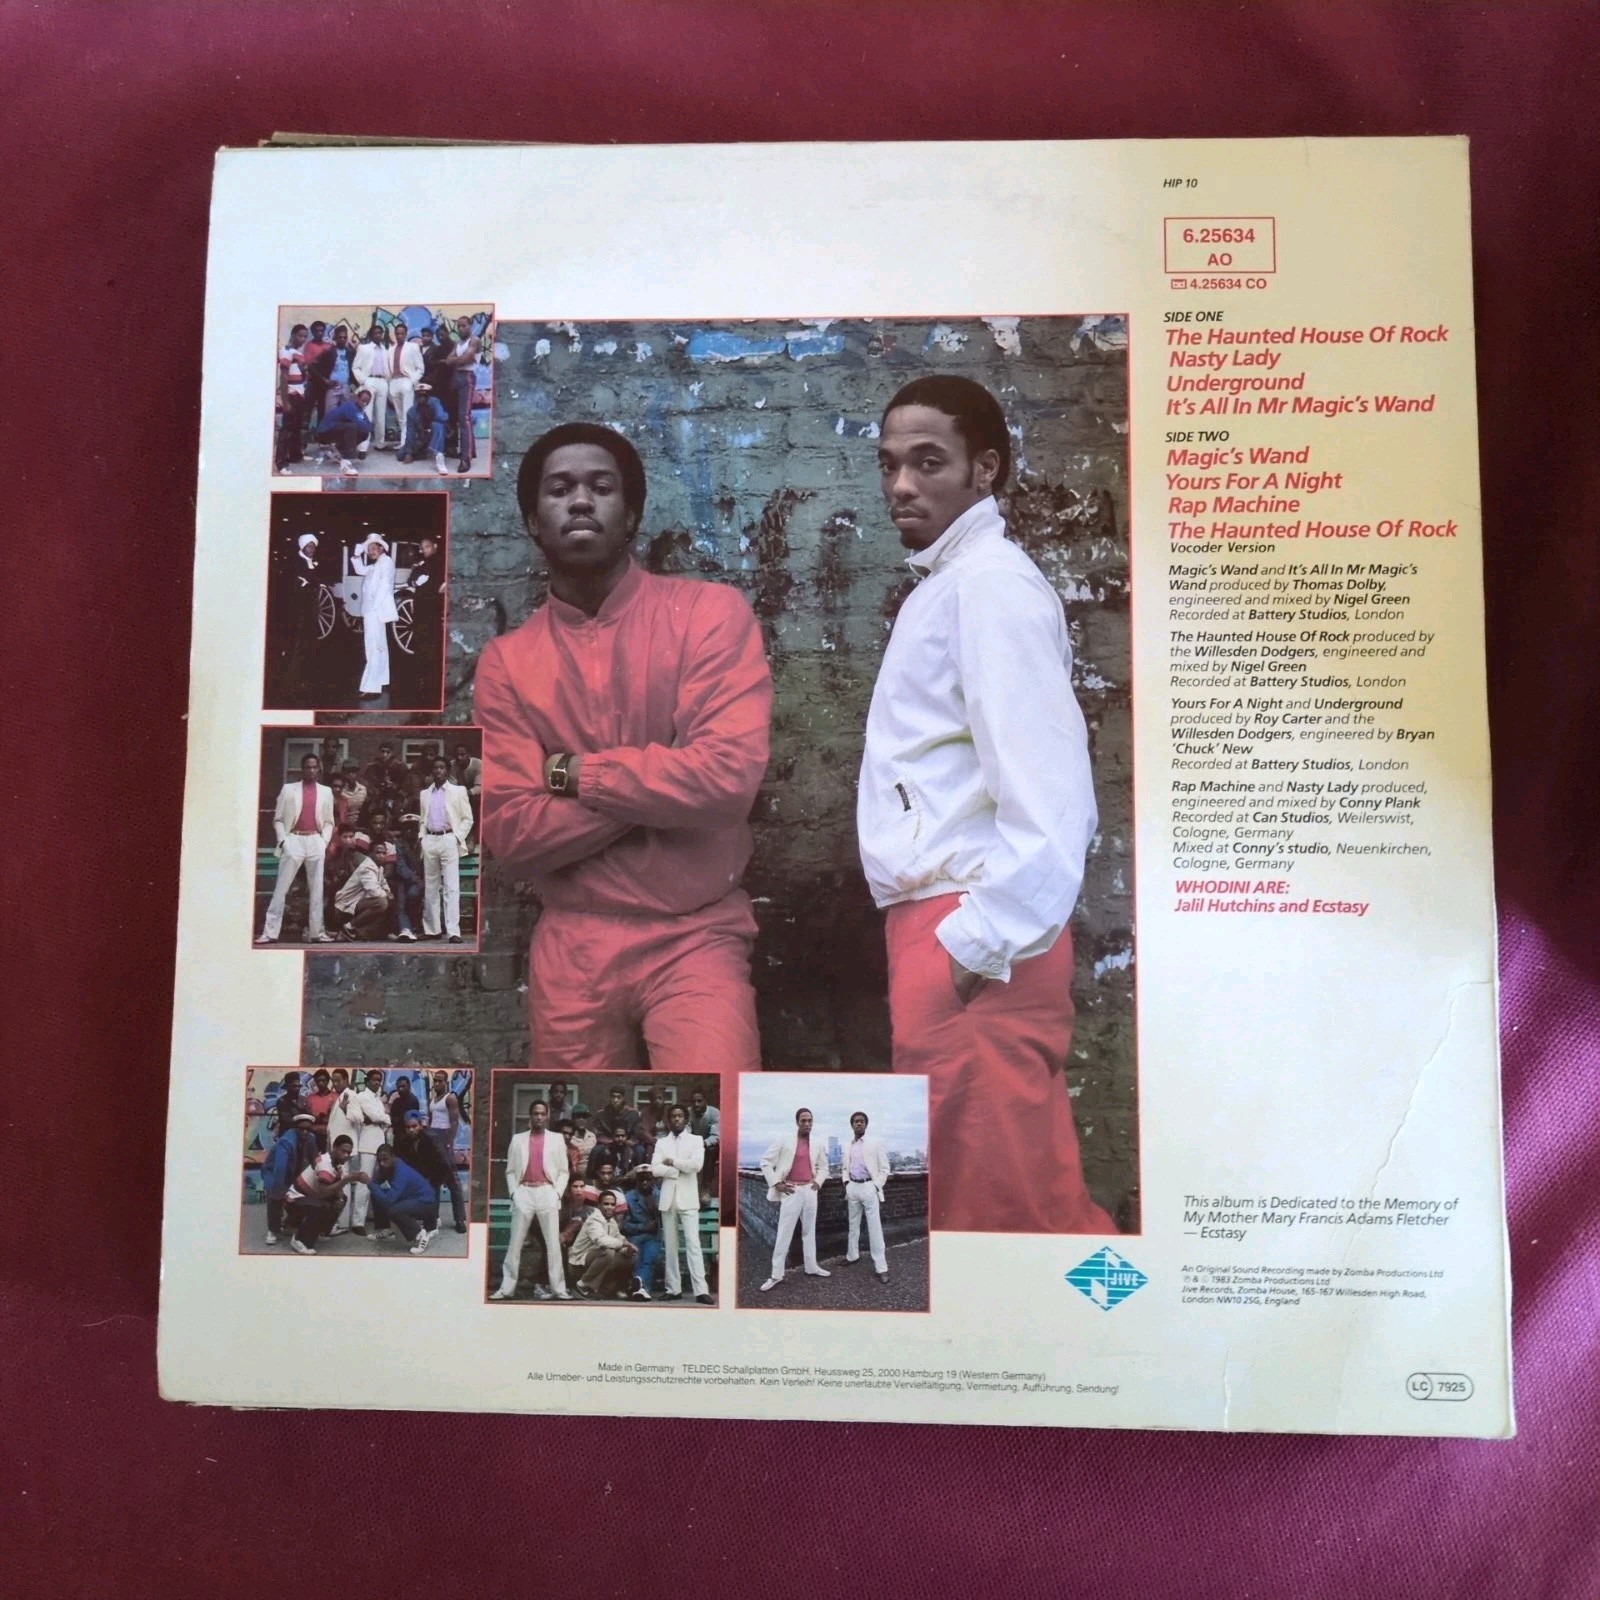 HIP 10
6.25634
AO
4.25634 CO
SIDE ONE
The Haunted House Of Rock
Nasty Lady
Underground
It's All In Mr Magic's Wand
SIDE TWO
Magic's Wand
Yours For A Night
Rap Machine
The Haunted House Of Rock
Vocoder Version
Magic's Wand and It's All In Mr Magic's
Wand produced by Thomas Dolby,
engineered and mixed by Nigel Green
Recorded at Battery Studios, London
The Haunted House Of Rock produced by
the Willesden Dodgers, engineered and
mixed by Nigel Green
Recorded at Battery Studios, London
Yours For A Night and Underground
produced by Roy Carter and the
Willesden Dodgers, engineered by Bryan
'Chuck' New
Recorded at Battery Studios, London
Rap Machine and Nasty Lady produced,
engineered and mixed by Conny Plank
Recorded at Can Studios, Weilerswist,
Cologne, Germany
Mixed at Conny's studio, Neuenkirchen,
Cologne, Germany
WHODINI ARE:
Jalil Hutchins and Ecstasy
This album is Dedicated to the Memory of
My Mother Mary Francis Adams Fletcher
— Ecstasy
JIVE
An Original Sound Recording made by Zomba Productions Ltd
℗ & © 1983 Zomba Productions Ltd
Jive Records, Zomba House, 165-167 Willesden High Road,
London NW10 2SG, England
Made in Germany · TELDEC Schallplatten GmbH, Heussweg 25, 2000 Hamburg 19 (Western Germany)
Alle Urheber- und Leistungsschutzrechte vorbehalten. Kein Verleih! Keine unerlaubte Vervielfältigung, Vermietung, Aufführung, Sendung!
LC 7925